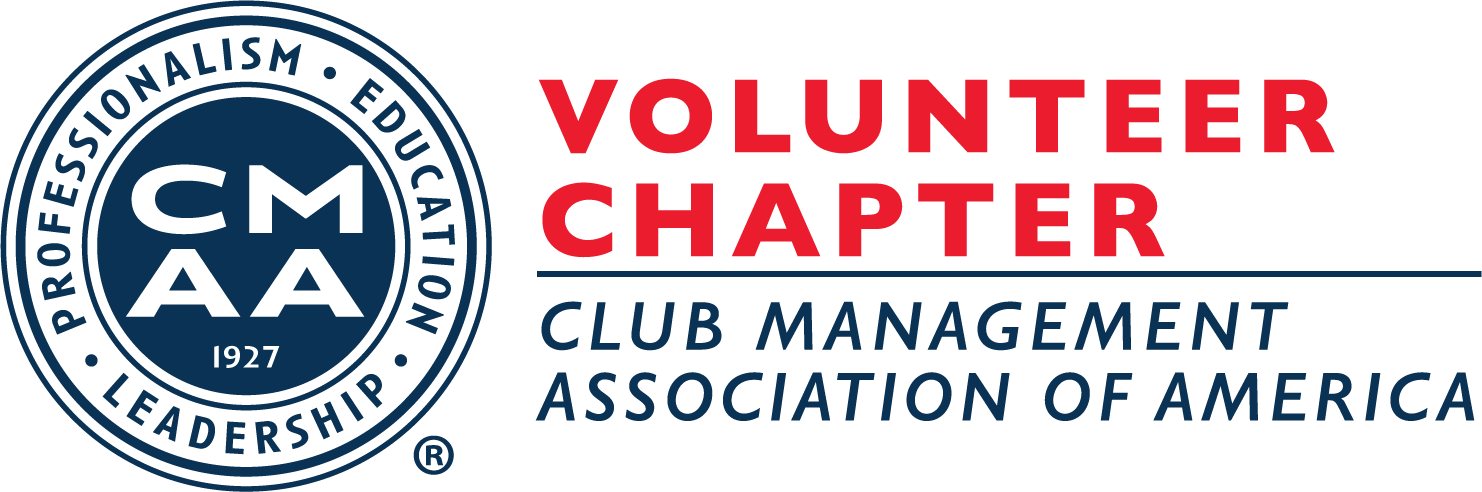 PROFESSIONALISM • EDUCATION • LEADERSHIP •
CM
AA
1927
®
VOLUNTEER
CHAPTER
CLUB MANAGEMENT
ASSOCIATION OF AMERICA